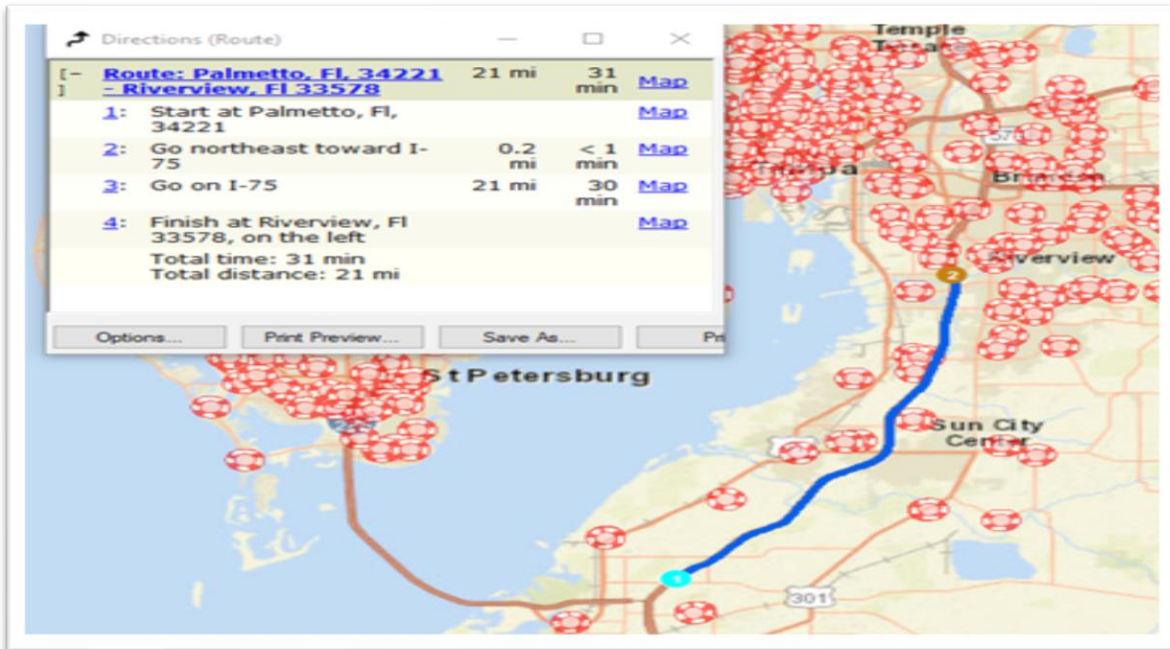 Directions (Route)
[-] Route: Palmetto, Fl, 34221 21 mi 31 Map
- Riverview, Fl 33578 min
1: Start at Palmetto, Fl, Map
34221
2: Go northeast toward I- 0.2 < 1 Map
75 mi min
3: Go on I-75 21 mi 30 Map
min
4: Finish at Riverview, Fl Map
33578, on the left
Total time: 31 min
Total distance: 21 mi
Options... Print Preview... Save As... Pri
Temple
Riverview
2
St Petersburg
Sun City
Center
1
301